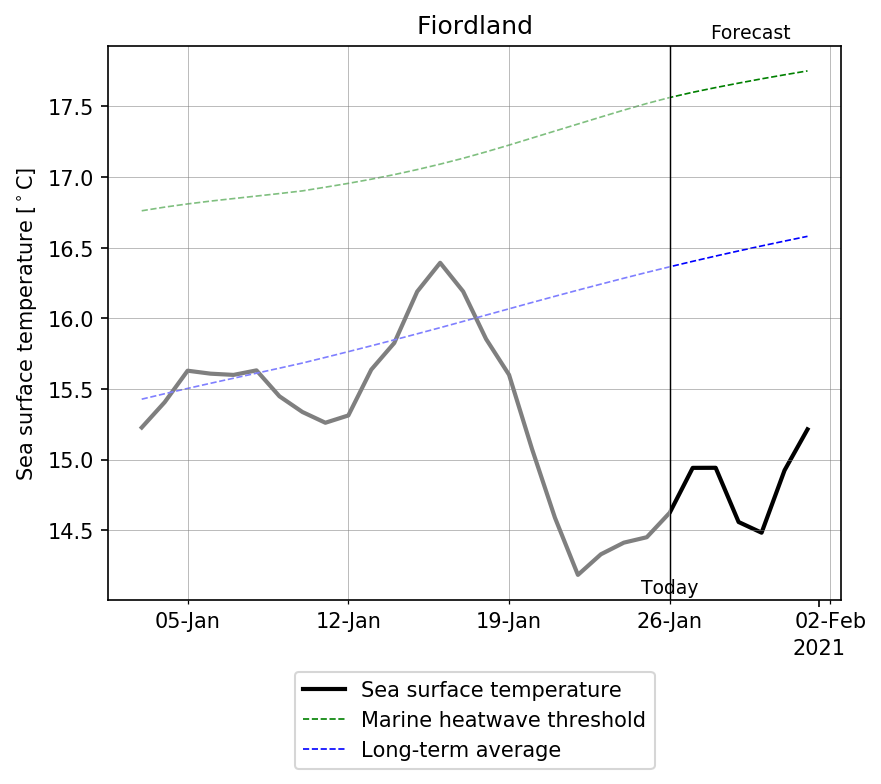 Fiordland
Forecast
Sea surface temperature [°C]
17.5
17.0
16.5
16.0
15.5
15.0
14.5
Today
05-Jan
12-Jan
19-Jan
26-Jan
02-Feb
2021
Sea surface temperature
Marine heatwave threshold
Long-term average